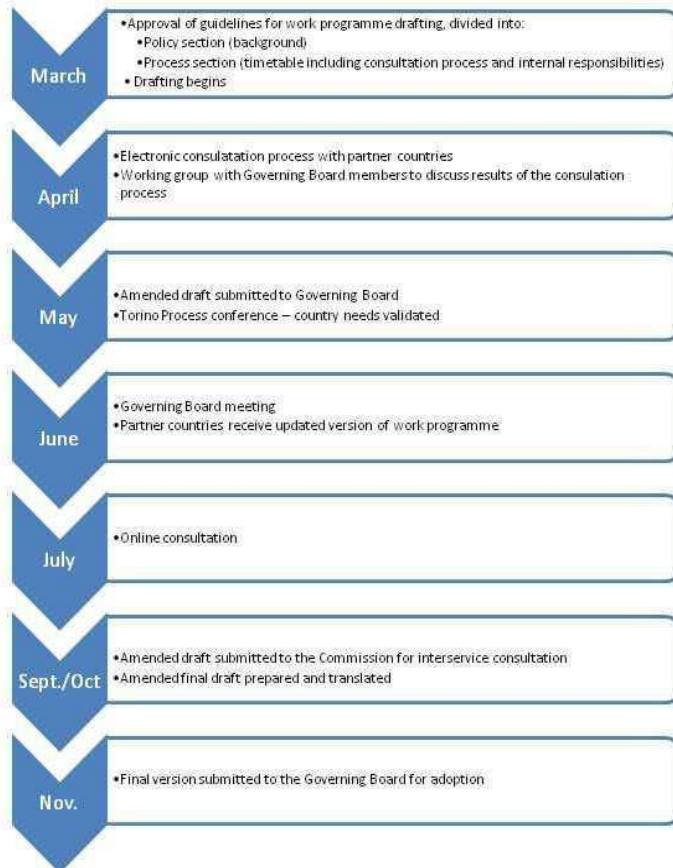 March
•Approval of guidelines for work programme drafting, divided into:
•Policy section (background)
•Process section (timetable including consultation process and internal responsibilities)
• Drafting begins
April
•Electronic consulatation process with partner countries
•Working group with Governing Board members to discuss results of the consulation
process
May
•Amended draft submitted to Governing Board
•Torino Process conference – country needs validated
June
•Governing Board meeting
•Partner countries receive updated version of work programme
July
•Online consultation
Sept./Oct
•Amended draft submitted to the Commission for interservice consultation
•Amended final draft prepared and translated
Nov.
•Final version submitted to the Governing Board for adoption